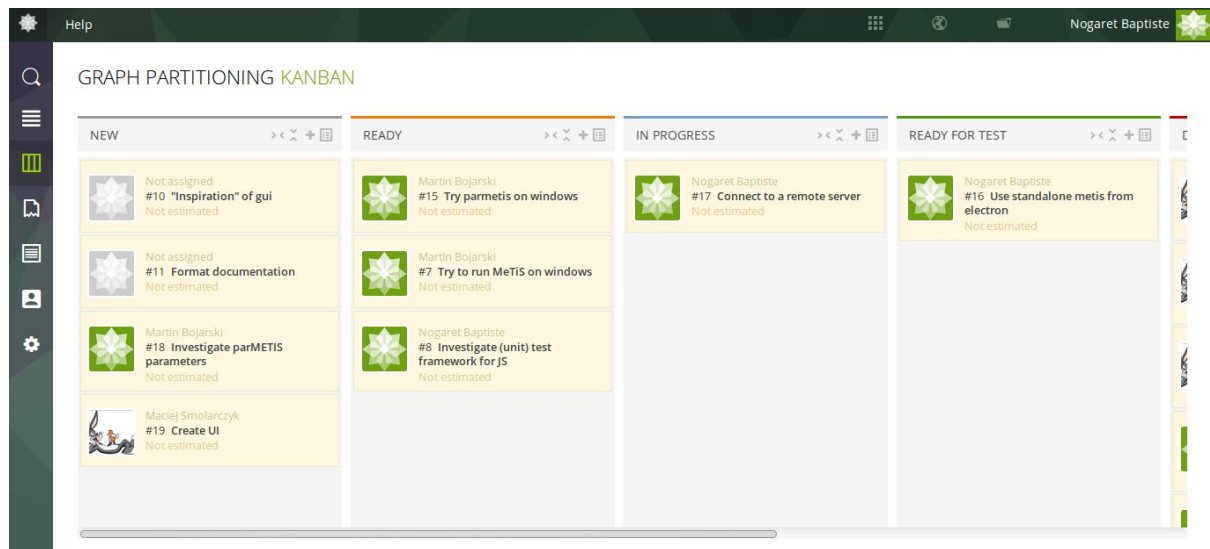 Help
Nogaret Baptiste
GRAPH PARTITIONING KANBAN
NEW
Not assigned
#10 "Inspiration" of gui
Not estimated
Not assigned
#11 Format documentation
Not estimated
Martin Bojarski
#18 Investigate parMETIS
parameters
Not estimated
Maciej Smolarczyk
#19 Create UI
Not estimated
READY
Martin Bojarski
#15 Try parmetis on windows
Not estimated
Martin Bojarski
#7 Try to run MeTiS on windows
Not estimated
Nogaret Baptiste
#8 Investigate (unit) test
framework for JS
Not estimated
IN PROGRESS
Nogaret Baptiste
#17 Connect to a remote server
Not estimated
READY FOR TEST
Nogaret Baptiste
#16 Use standalone metis from
electron
Not estimated